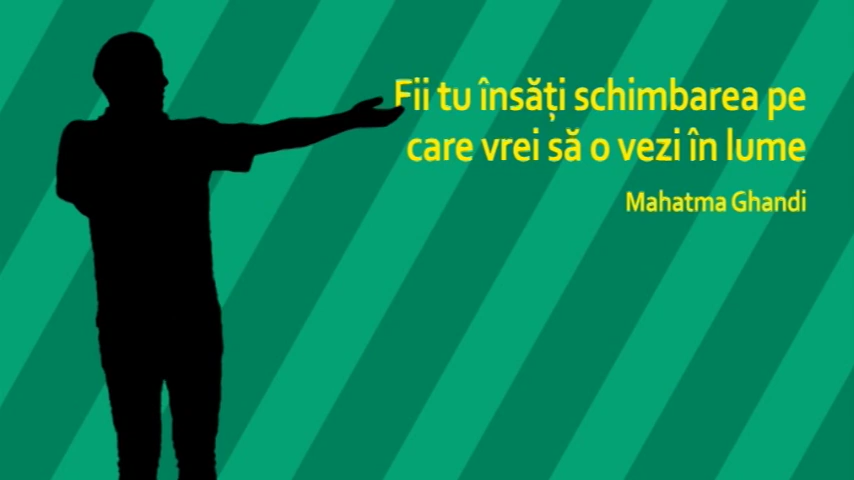 Fii tu însăți schimbarea pe
care vrei să o vezi în lume
Mahatma Ghandi